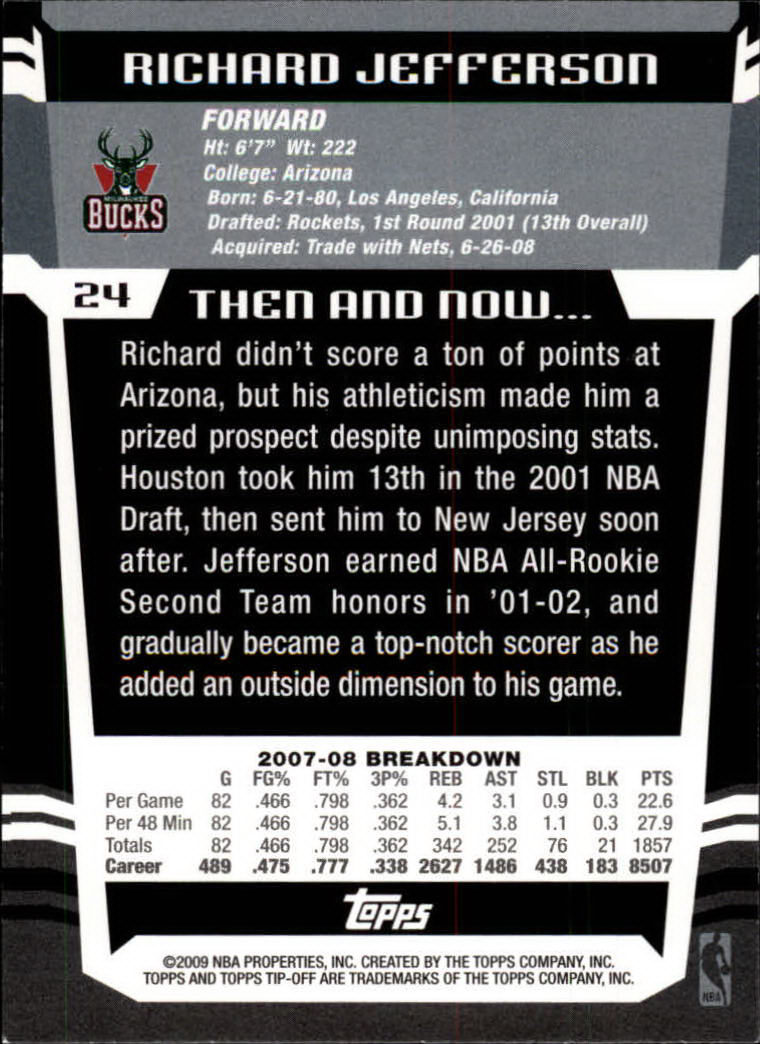 RICHARD JEFFERSON
FORWARD
Ht: 6'7” Wt: 222
College: Arizona
Born: 6-21-80, Los Angeles, California
Drafted: Rockets, 1st Round 2001 (13th Overall)
Acquired: Trade with Nets, 6-26-08
MILWAUKEE
BUCKS
24
THEN AND NOW...
Richard didn't score a ton of points at
Arizona, but his athleticism made him a
prized prospect despite unimposing stats.
Houston took him 13th in the 2001 NBA
Draft, then sent him to New Jersey soon
after. Jefferson earned NBA All-Rookie
Second Team honors in '01-02, and
gradually became a top-notch scorer as he
added an outside dimension to his game.
2007-08 BREAKDOWN
G FG% FT% 3P% REB AST STL BLK PTS
Per Game 82 .466 .798 .362 4.2 3.1 0.9 0.3 22.6
Per 48 Min 82 .466 .798 .362 5.1 3.8 1.1 0.3 27.9
Totals 82 .466 .798 .362 342 252 76 21 1857
Career 489 .475 .777 .338 2627 1486 438 183 8507
topps
©2009 NBA PROPERTIES, INC. CREATED BY THE TOPPS COMPANY, INC.
TOPPS AND TOPPS TIP-OFF ARE TRADEMARKS OF THE TOPPS COMPANY, INC.
NBA